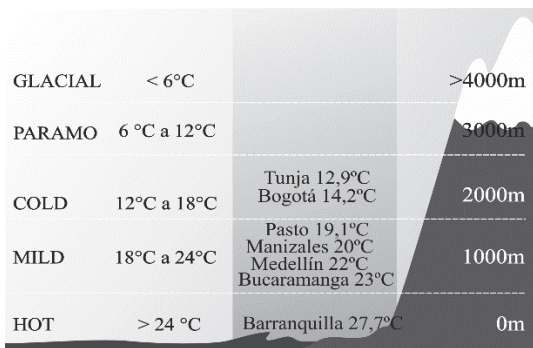 GLACIAL < 6°C >4000m
PARAMO 6 °C a 12°C 3000m
Tunja 12,9ºC
Bogotá 14,2ºC
COLD 12°C a 18°C 2000m
Pasto 19,1ºC
Manizales 20ºC
MILD 18°C a 24°C Medellín 22ºC 1000m
Bucaramanga 23ºC
HOT > 24 °C Barranquilla 27,7ºC 0m